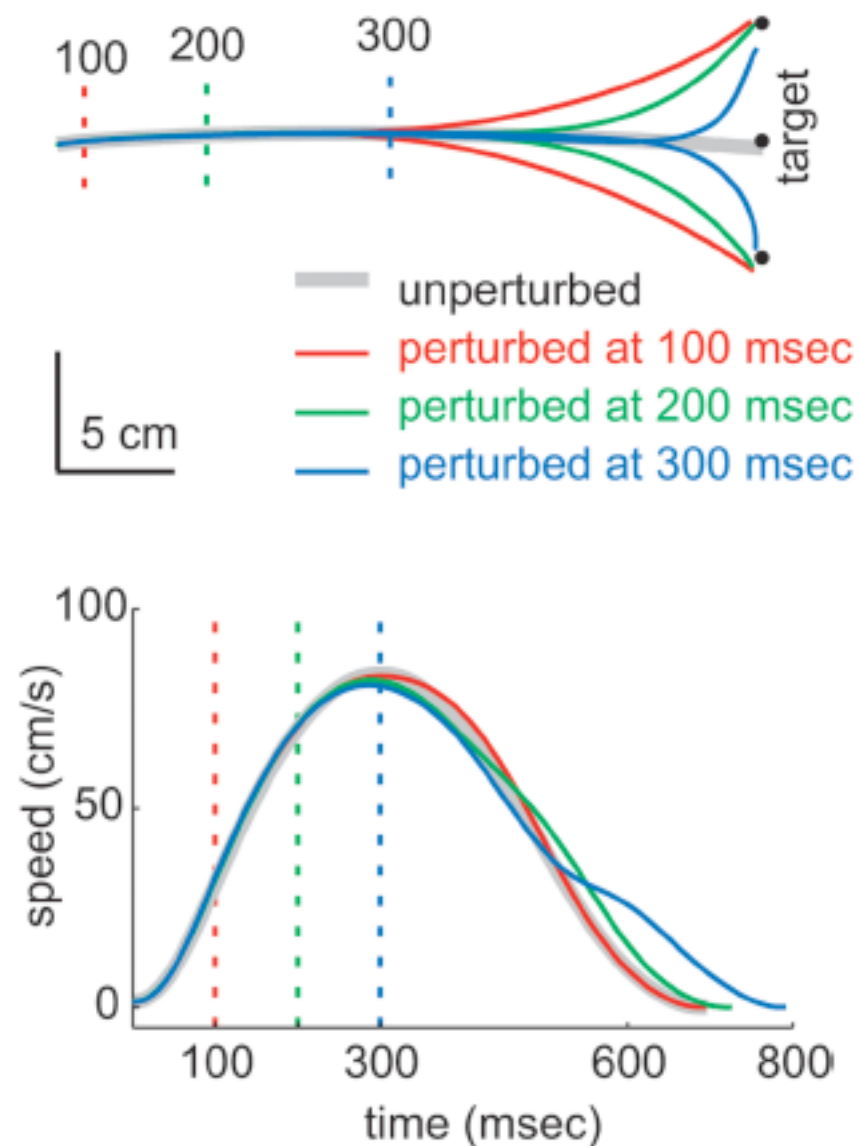 100 200 300
target
unperturbed
perturbed at 100 msec
perturbed at 200 msec
perturbed at 300 msec
5 cm
100
50
0
speed (cm/s)
100 300 600 800
time (msec)